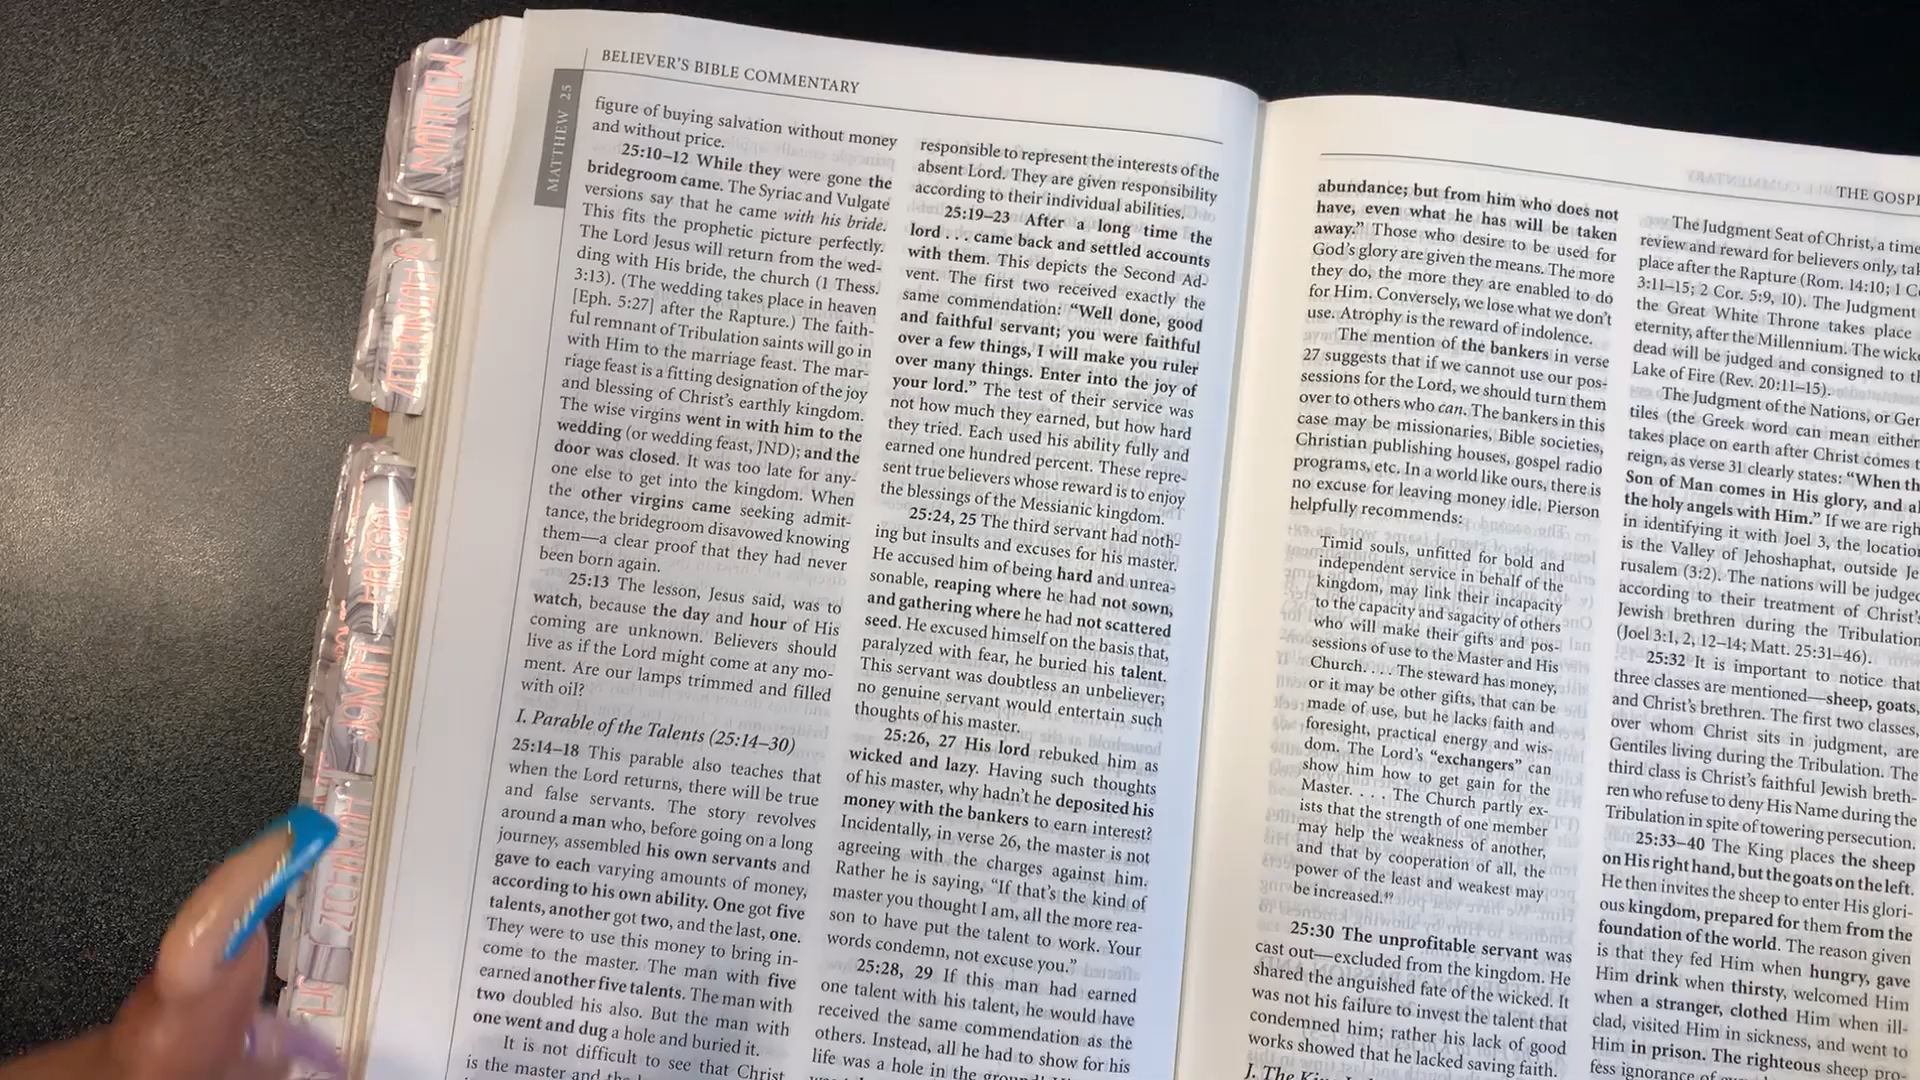 MATTHEW
ZEPHANIAH
HAGGAI
ZECHARIAH
BELIEVER'S BIBLE COMMENTARY
MATTHEW 25
figure of buying salvation without money
and without price.
25:10–12 While they were gone the
bridegroom came. The Syriac and Vulgate
versions say that he came with his bride.
This fits the prophetic picture perfectly.
The Lord Jesus will return from the wed-
ding with His bride, the church (1 Thess.
3:13). (The wedding takes place in heaven
[Eph. 5:27] after the Rapture.) The faith-
ful remnant of Tribulation saints will go in
with Him to the marriage feast. The mar-
riage feast is a fitting designation of the joy
and blessing of Christ's earthly kingdom.
The wise virgins went in with him to the
wedding (or wedding feast, JND); and the
door was closed. It was too late for any-
one else to get into the kingdom. When
the other virgins came seeking admit-
tance, the bridegroom disavowed knowing
them—a clear proof that they had never
been born again.
25:13 The lesson, Jesus said, was to
watch, because the day and hour of His
coming are unknown. Believers should
live as if the Lord might come at any mo-
ment. Are our lamps trimmed and filled
with oil?
I. Parable of the Talents (25:14–30)
25:14–18 This parable also teaches that
when the Lord returns, there will be true
and false servants. The story revolves
around a man who, before going on a long
journey, assembled his own servants and
gave to each varying amounts of money,
according to his own ability. One got five
talents, another got two, and the last, one.
They were to use this money to bring in-
come to the master. The man with five
earned another five talents. The man with
two doubled his also. But the man with
one went and dug a hole and buried it.
It is not difficult to see that Christ
is the master and the
responsible to represent the interests of the
absent Lord. They are given responsibility
according to their individual abilities.
25:19–23 After a long time the
lord . . . came back and settled accounts
with them. This depicts the Second Ad-
vent. The first two received exactly the
same commendation: “Well done, good
and faithful servant; you were faithful
over a few things, I will make you ruler
over many things. Enter into the joy of
your lord.” The test of their service was
not how much they earned, but how hard
they tried. Each used his ability fully and
earned one hundred percent. These repre-
sent true believers whose reward is to enjoy
the blessings of the Messianic kingdom.
25:24, 25 The third servant had noth-
ing but insults and excuses for his master.
He accused him of being hard and unrea-
sonable, reaping where he had not sown,
and gathering where he had not scattered
seed. He excused himself on the basis that,
paralyzed with fear, he buried his talent.
This servant was doubtless an unbeliever;
no genuine servant would entertain such
thoughts of his master.
25:26, 27 His lord rebuked him as
wicked and lazy. Having such thoughts
of his master, why hadn't he deposited his
money with the bankers to earn interest?
Incidentally, in verse 26, the master is not
agreeing with the charges against him.
Rather he is saying, “If that's the kind of
master you thought I am, all the more rea-
son to have put the talent to work. Your
words condemn, not excuse you.”
25:28, 29 If this man had earned
one talent with his talent, he would have
received the same commendation as the
others. Instead, all he had to show for his
life was a hole in the ground!
THE GOSP
abundance; but from him who does not
have, even what he has will be taken
away.” Those who desire to be used for
God's glory are given the means. The more
they do, the more they are enabled to do
for Him. Conversely, we lose what we don't
use. Atrophy is the reward of indolence.
The mention of the bankers in verse
27 suggests that if we cannot use our pos-
sessions for the Lord, we should turn them
over to others who can. The bankers in this
case may be missionaries, Bible societies,
Christian publishing houses, gospel radio
programs, etc. In a world like ours, there is
no excuse for leaving money idle. Pierson
helpfully recommends:
Timid souls, unfitted for bold and
independent service in behalf of the
kingdom, may link their incapacity
to the capacity and sagacity of others
who will make their gifts and pos-
sessions of use to the Master and His
Church. . . . The steward has money,
or it may be other gifts, that can be
made of use, but he lacks faith and
foresight, practical energy and wis-
dom. The Lord's “exchangers” can
show him how to get gain for the
Master. . . . The Church partly ex-
ists that the strength of one member
may help the weakness of another,
and that by cooperation of all, the
power of the least and weakest may
be increased.49
25:30 The unprofitable servant was
cast out—excluded from the kingdom. He
shared the anguished fate of the wicked. It
was not his failure to invest the talent that
condemned him; rather his lack of good
works showed that he lacked saving faith.
J. The King
The Judgment Seat of Christ, a time
review and reward for believers only, tak
place after the Rapture (Rom. 14:10; 1 C
3:11–15; 2 Cor. 5:9, 10). The Judgment
the Great White Throne takes place
eternity, after the Millennium. The wick
dead will be judged and consigned to t
Lake of Fire (Rev. 20:11–15).
The Judgment of the Nations, or Gen
tiles (the Greek word can mean either
takes place on earth after Christ comes t
reign, as verse 31 clearly states: “When th
Son of Man comes in His glory, and al
the holy angels with Him.” If we are righ
in identifying it with Joel 3, the location
is the Valley of Jehoshaphat, outside Je
rusalem (3:2). The nations will be judged
according to their treatment of Christ's
Jewish brethren during the Tribulation
(Joel 3:1, 2, 12–14; Matt. 25:31–46).
25:32 It is important to notice that
three classes are mentioned—sheep, goats,
and Christ's brethren. The first two classes,
over whom Christ sits in judgment, are
Gentiles living during the Tribulation. The
third class is Christ's faithful Jewish breth-
ren who refuse to deny His Name during the
Tribulation in spite of towering persecution.
25:33–40 The King places the sheep
on His right hand, but the goats on the left.
He then invites the sheep to enter His glori-
ous kingdom, prepared for them from the
foundation of the world. The reason given
is that they fed Him when hungry, gave
Him drink when thirsty, welcomed Him
when a stranger, clothed Him when ill-
clad, visited Him in sickness, and went to
Him in prison. The righteous sheep pro-
fess ignorance of